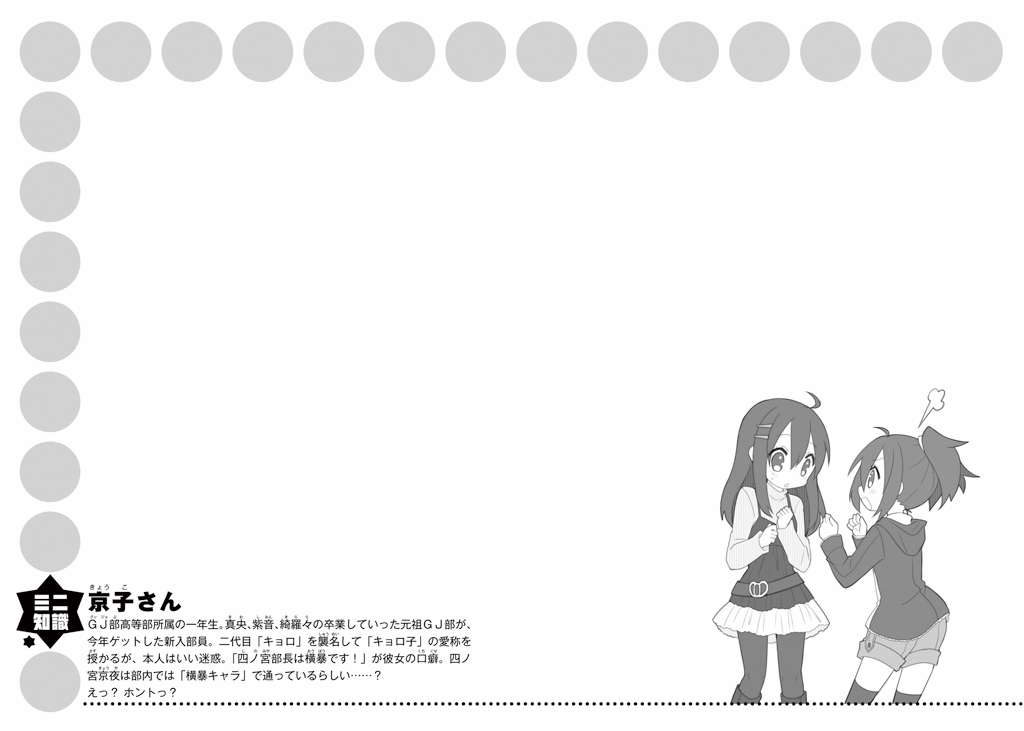 ミニ
知識
京子さん
ＧＪ部高等部所属の一年生。真央、紫音、綺羅々の卒業していった元祖ＧＪ部が、
今年ゲットした新入部員。二代目「キョロ」を襲名して「キョロ子」の愛称を
授かるが、本人はいい迷惑。「四ノ宮部長は横暴です！」が彼女の口癖。四ノ
宮京夜は部内では「横暴キャラ」で通っているらしい……？
えっ？ ホントっ？